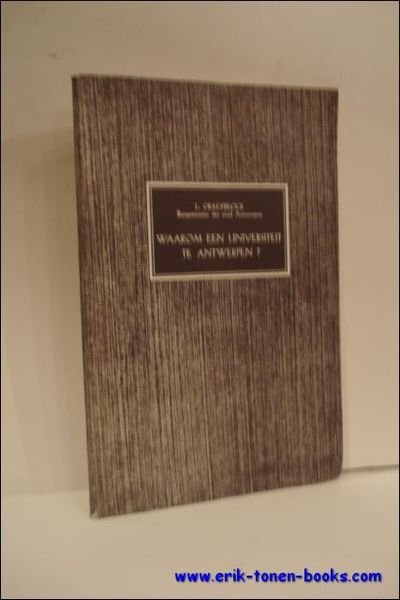 L. CRAEYBECKX
Burgemeester der stad Antwerpen
WAAROM EEN UNIVERSITEIT
TE ANTWERPEN ?
www.erik-tonen-books.com